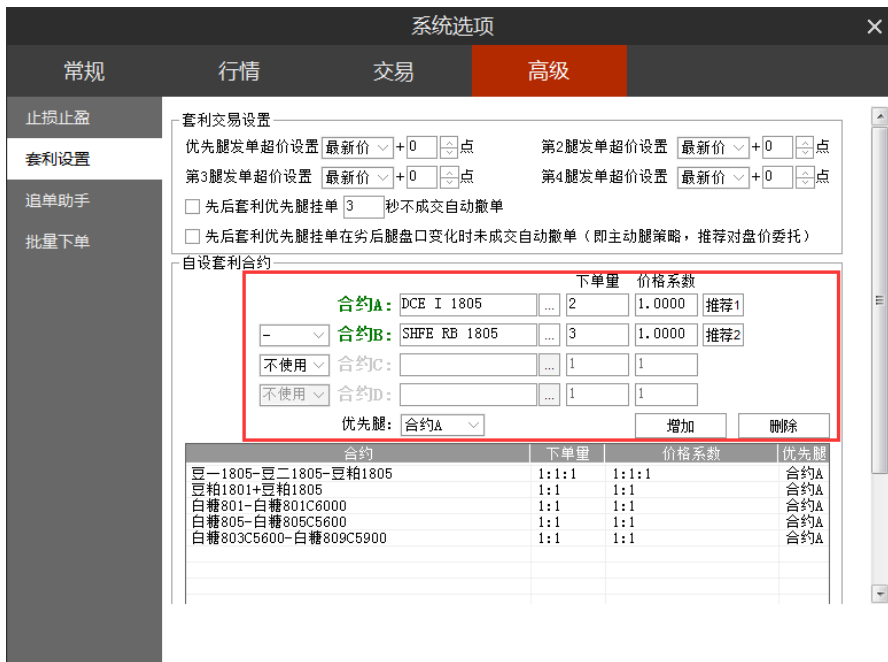 系统选项
常规 行情 交易 高级
止损止盈
套利设置
追单助手
批量下单
套利交易设置
优先腿发单超价设置 最新价 +0 点 第2腿发单超价设置 最新价 +0 点
第3腿发单超价设置 最新价 +0 点 第4腿发单超价设置 最新价 +0 点
先后套利优先腿挂单 3 秒不成交自动撤单
先后套利优先腿挂单在劣后腿盘口变化时未成交自动撤单(即主动腿策略,推荐对盘价委托)
自设套利合约
下单量 价格系数
合约A: DCE I 1805 ... 2 1.0000 推荐1
- 合约B: SHFE RB 1805 ... 3 1.0000 推荐2
不使用 合约C: ... 1 1
不使用 合约D: ... 1 1
优先腿: 合约A 增加 删除
合约 下单量 价格系数 优先腿
豆一1805-豆二1805-豆粕1805 1:1:1 1:1:1 合约A
豆粕1801+豆粕1805 1:1 1:1 合约A
白糖801-白糖801C6000 1:1 1:1 合约A
白糖805-白糖805C5600 1:1 1:1 合约A
白糖803C5600-白糖809C5900 1:1 1:1 合约A